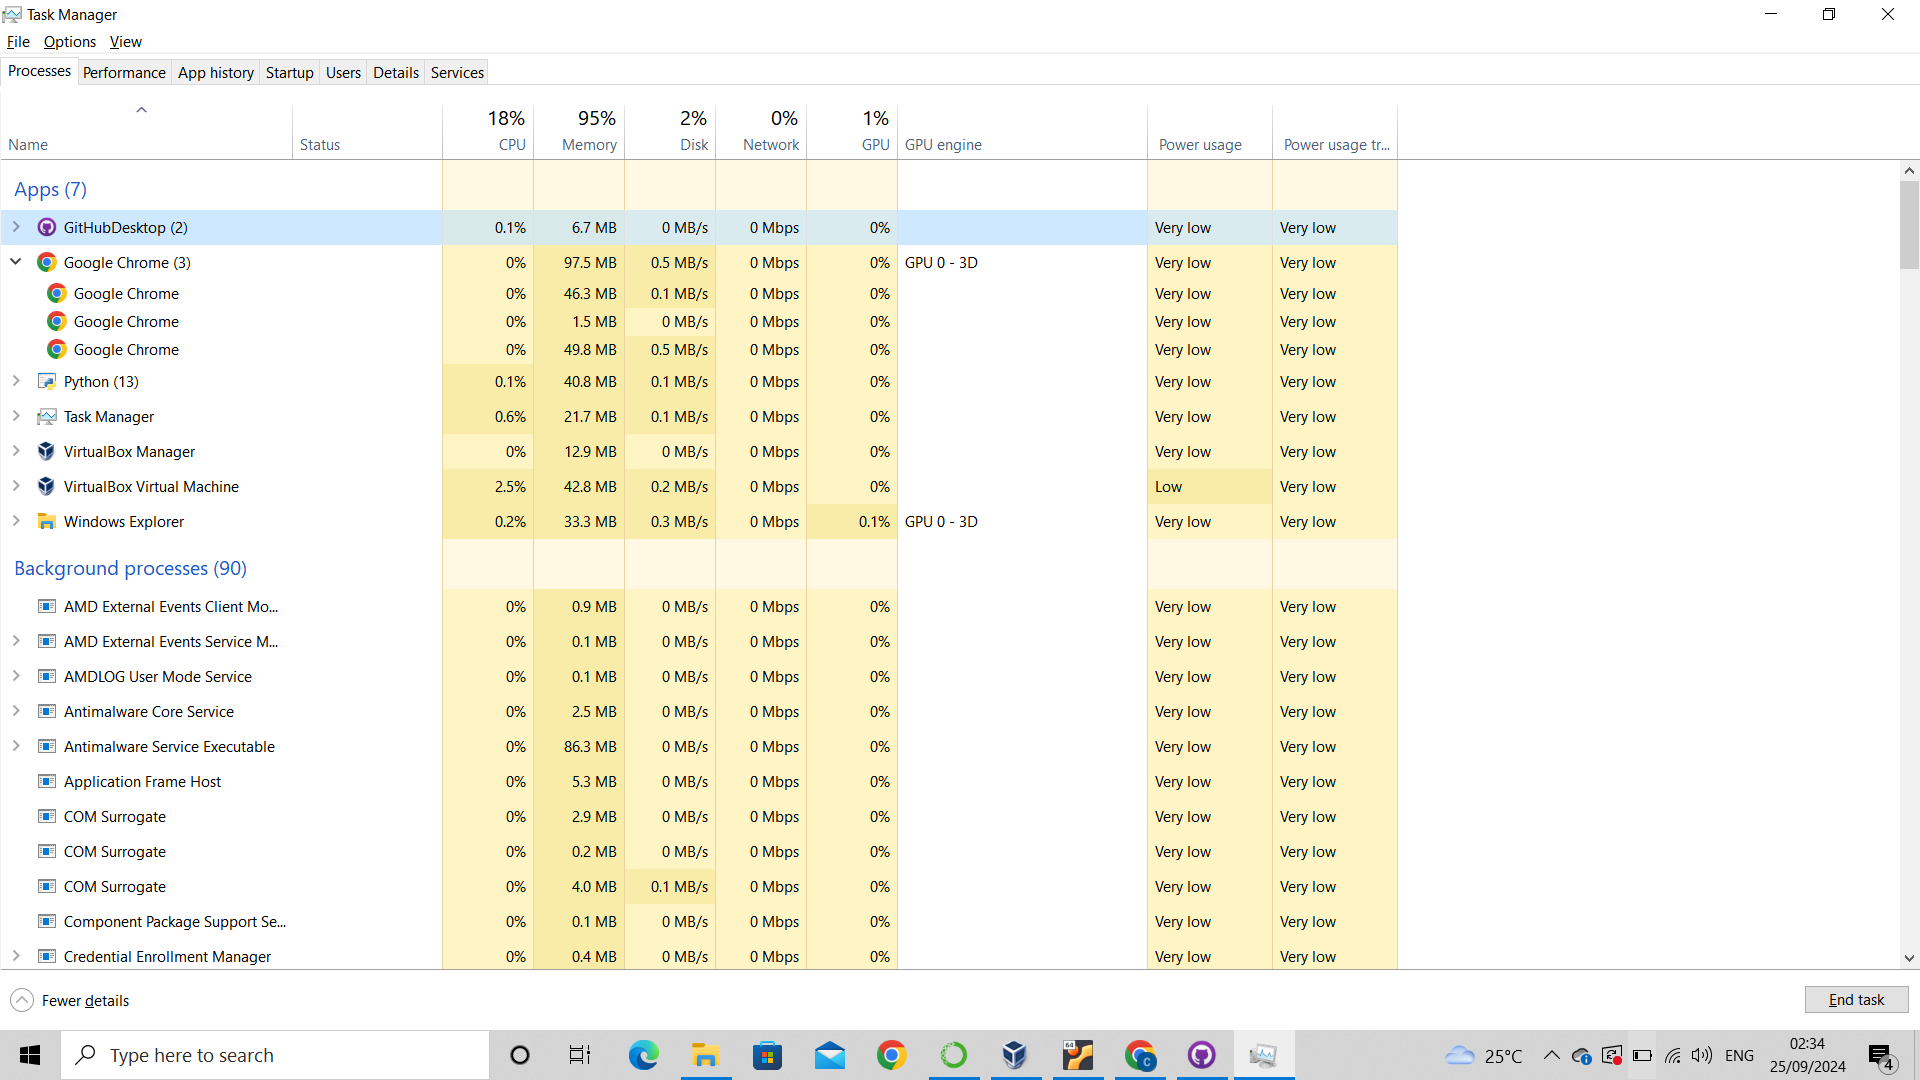 Task Manager
File Options View
Processes Performance App history Startup Users Details Services
18% 95% 2% 0% 1%
Name Status CPU Memory Disk Network GPU GPU engine Power usage Power usage tr...
Apps (7)
GitHubDesktop (2) 0.1% 6.7 MB 0 MB/s 0 Mbps 0% Very low Very low
Google Chrome (3) 0% 97.5 MB 0.5 MB/s 0 Mbps 0% GPU 0 - 3D Very low Very low
Google Chrome 0% 46.3 MB 0.1 MB/s 0 Mbps 0% Very low Very low
Google Chrome 0% 1.5 MB 0 MB/s 0 Mbps 0% Very low Very low
Google Chrome 0% 49.8 MB 0.5 MB/s 0 Mbps 0% Very low Very low
Python (13) 0.1% 40.8 MB 0.1 MB/s 0 Mbps 0% Very low Very low
Task Manager 0.6% 21.7 MB 0.1 MB/s 0 Mbps 0% Very low Very low
VirtualBox Manager 0% 12.9 MB 0 MB/s 0 Mbps 0% Very low Very low
VirtualBox Virtual Machine 2.5% 42.8 MB 0.2 MB/s 0 Mbps 0% Low Very low
Windows Explorer 0.2% 33.3 MB 0.3 MB/s 0 Mbps 0.1% GPU 0 - 3D Very low Very low
Background processes (90)
AMD External Events Client Mo... 0% 0.9 MB 0 MB/s 0 Mbps 0% Very low Very low
AMD External Events Service M... 0% 0.1 MB 0 MB/s 0 Mbps 0% Very low Very low
AMDLOG User Mode Service 0% 0.1 MB 0 MB/s 0 Mbps 0% Very low Very low
Antimalware Core Service 0% 2.5 MB 0 MB/s 0 Mbps 0% Very low Very low
Antimalware Service Executable 0% 86.3 MB 0 MB/s 0 Mbps 0% Very low Very low
Application Frame Host 0% 5.3 MB 0 MB/s 0 Mbps 0% Very low Very low
COM Surrogate 0% 2.9 MB 0 MB/s 0 Mbps 0% Very low Very low
COM Surrogate 0% 0.2 MB 0 MB/s 0 Mbps 0% Very low Very low
COM Surrogate 0% 4.0 MB 0.1 MB/s 0 Mbps 0% Very low Very low
Component Package Support Se... 0% 0.1 MB 0 MB/s 0 Mbps 0% Very low Very low
Credential Enrollment Manager 0% 0.4 MB 0 MB/s 0 Mbps 0% Very low Very low
Fewer details End task
Type here to search 64 C 25°C ENG 02:34
25/09/2024 4